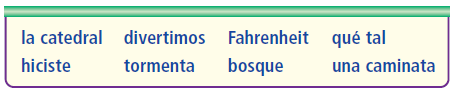 la catedral divertimos Fahrenheit qué tal
hiciste tormenta bosque una caminata